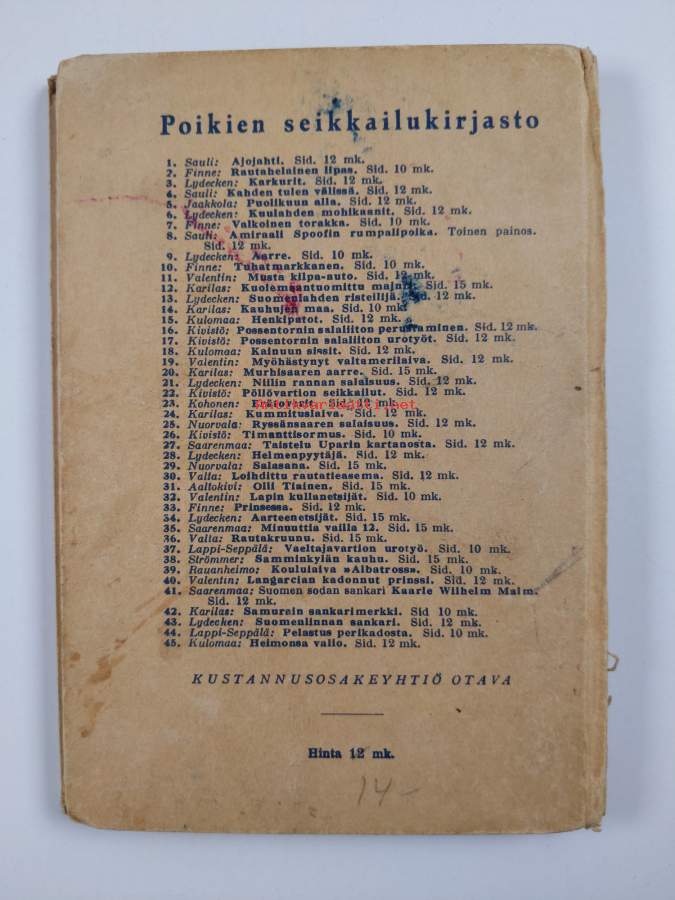 Poikien seikkailukirjasto
1. Sauli: Ajojahti. Sid. 12 mk.
2. Finne: Rautahelainen lipas. Sid. 10 mk.
3. Lydecken: Karkurit. Sid. 12 mk.
4. Sauli: Kahden tulen välissä. Sid. 12 mk.
5. Jaakkola: Puolikuun alla. Sid. 12 mk.
6. Lydecken: Kuulahden mohikaanit. Sid. 12 mk.
7. Finne: Valkoinen torakka. Sid. 10 mk.
8. Sauli: Amiraali Spoofin rumpalipoika. Toinen painos.
Sid. 12 mk.
9. Lydecken: Aarre. Sid. 10 mk.
10. Finne: Tuhatmarkkanen. Sid. 10 mk.
11. Valentin: Musta kilpa-auto. Sid. 12 mk.
12. Karilas: Kuolemaantuomittu majuri. Sid. 15 mk.
13. Lydecken: Suomenlahden risteilijä. Sid. 12 mk.
14. Karilas: Kauhujen maa. Sid. 10 mk.
15. Kulomaa: Henkipatot. Sid. 12 mk.
16. Kivistö: Possentornin salaliiton perustaminen. Sid. 12 mk.
17. Kivistö: Possentornin salaliiton urotyöt. Sid. 12 mk.
18. Kulomaa: Kainuun sissit. Sid. 12 mk.
19. Valentin: Myöhästynyt valtamerilaiva. Sid. 12 mk.
20. Karilas: Murhisaaren aarre. Sid. 15 mk.
21. Lydecken: Niilin rannan salaisuus. Sid. 12 mk.
22. Kivistö: Pöllövartion seikkailut. Sid. 12 mk.
23. Kohonen: Sid. 12 mk.
Antikvariaatti.net
24. Karilas: Kummituslaiva. Sid. 12 mk.
25. Nuorvala: Ryssänsaaren salaisuus. Sid. 12 mk.
26. Kivistö: Timanttisormus. Sid. 10 mk.
27. Saarenmaa: Taistelu Uparin kartanosta. Sid. 12 mk.
28. Lydecken: Helmenpyytäjä. Sid. 12 mk.
29. Nuorvala: Salasana. Sid. 15 mk.
30. Valta: Loihdittu rautatieasema. Sid. 12 mk.
31. Aaltokivi: Olli Tiainen. Sid. 15 mk.
32. Valentin: Lapin kullanetsijät. Sid. 10 mk.
33. Finne: Prinsessa. Sid. 12 mk.
34. Lydecken: Aarteenetsijät. Sid. 15 mk.
35. Saarenmaa: Minuuttia vailla 12. Sid. 15 mk.
36. Valta: Rautakruunu. Sid. 15 mk.
37. Lappi-Seppälä: Vaeltajavartion urotyö. Sid. 10 mk.
38. Strömmer: Samminkylän kauhu. Sid. 15 mk.
39. Rauanheimo: Koululaiva »Albatross». Sid. 10 mk.
40. Valentin: Langarcian kadonnut prinssi. Sid. 12 mk.
41. Saarenmaa: Suomen sodan sankari Kaarle Wilhelm Malm.
Sid. 12 mk.
42. Karilas: Samurain sankarimerkki. Sid 10 mk.
43. Lydecken: Suomenlinnan sankari. Sid. 12 mk.
44. Lappi-Seppälä: Pelastus perikadosta. Sid. 10 mk.
45. Kulomaa: Heimonsa valio. Sid. 12 mk.
KUSTANNUSOSAKEYHTIÖ OTAVA
Hinta 12 mk.
14-